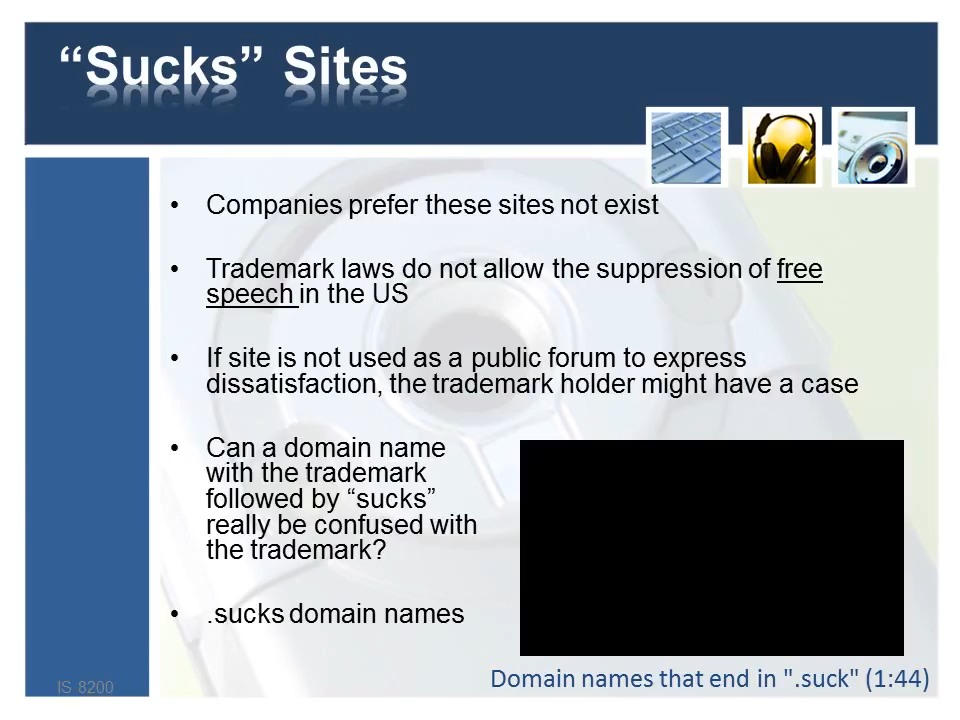 “Sucks” Sites
• Companies prefer these sites not exist
• Trademark laws do not allow the suppression of free
speech in the US
• If site is not used as a public forum to express
dissatisfaction, the trademark holder might have a case
• Can a domain name
with the trademark
followed by “sucks”
really be confused with
the trademark?
• .sucks domain names
Domain names that end in ".suck" (1:44)
IS 8200